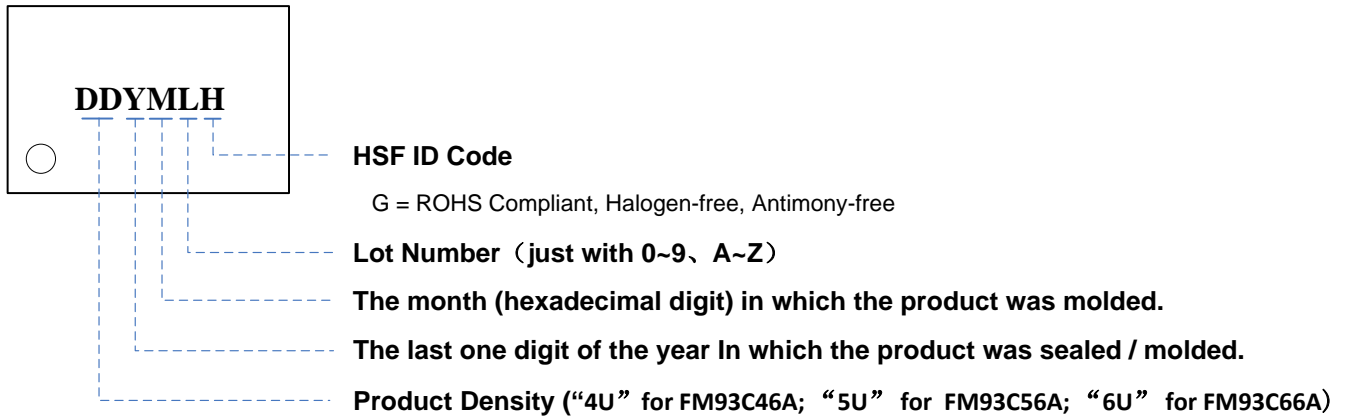 DDYMLH
HSF ID Code
G = ROHS Compliant, Halogen-free, Antimony-free
Lot Number（just with 0~9、A~Z）
The month (hexadecimal digit) in which the product was molded.
The last one digit of the year In which the product was sealed / molded.
Product Density (“4U” for FM93C46A; “5U” for FM93C56A; “6U” for FM93C66A）